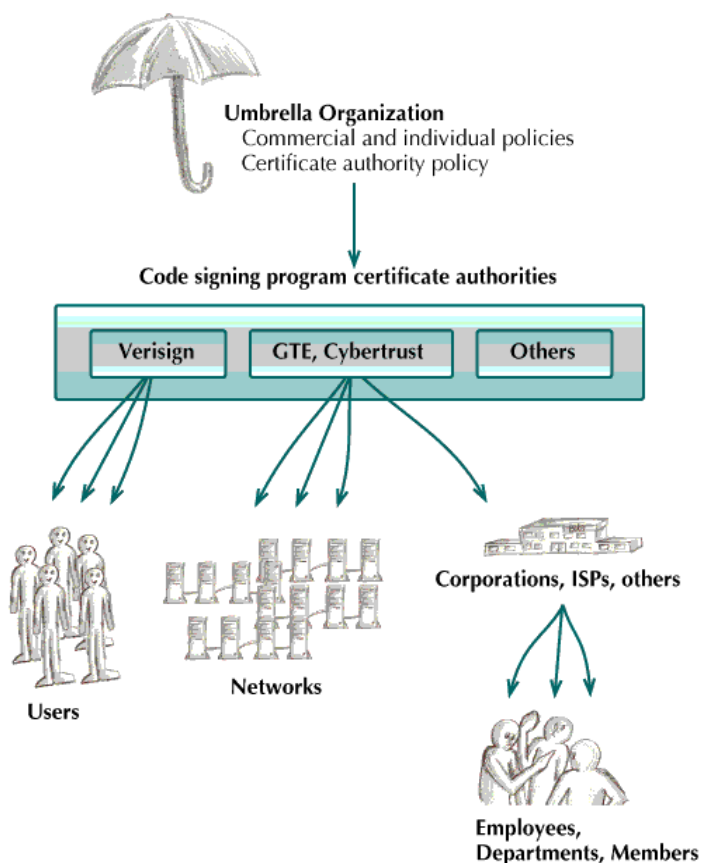 Umbrella Organization
Commercial and individual policies
Certificate authority policy
Code signing program certificate authorities
Verisign
GTE, Cybertrust
Others
Corporations, ISPs, others
Networks
Users
Employees,
Departments, Members